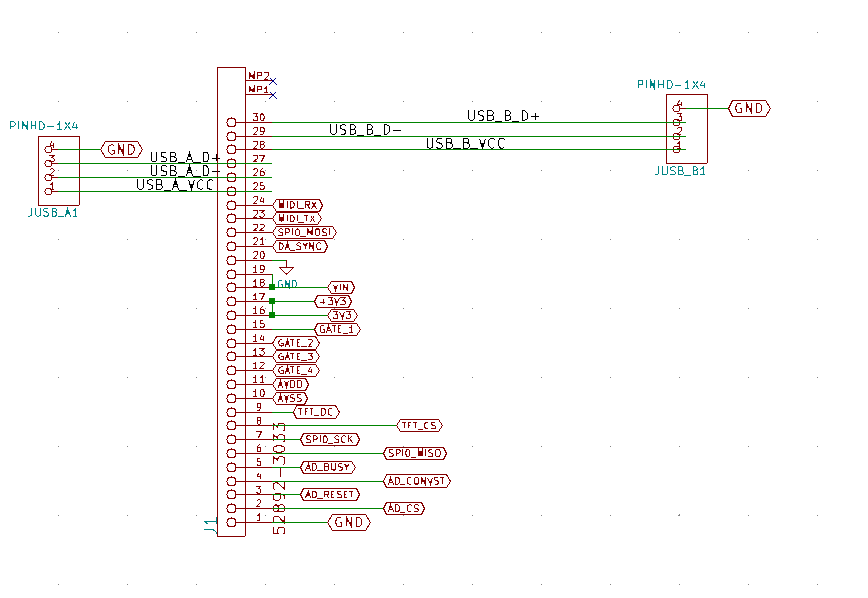 MP2
MP1
PINHD-1X4
4
3
2
1
GND
JUSB_B1
USB_B_D+
USB_B_D-
USB_B_VCC
PINHD-1X4
4
3
2
1
GND
JUSB_A1
USB_A_D+
USB_A_D-
USB_A_VCC
30
29
28
27
26
25
24 MIDI_RX
23 MIDI_TX
22 SPI0_MOSI
21 DA_SYNC
20
19
GND
18 VIN
17 +3V3
16 3V3
15 GATE_1
14 GATE_2
13 GATE_3
12 GATE_4
11 AVDD
10 AVSS
9 TFT_DC
8 TFT_CS
7 SPI0_SCK
6 SPI0_MISO
5 AD_BUSY
4 AD_CONVST
3 AD_RESET
2 AD_CS
1 GND
52892-3033
J1